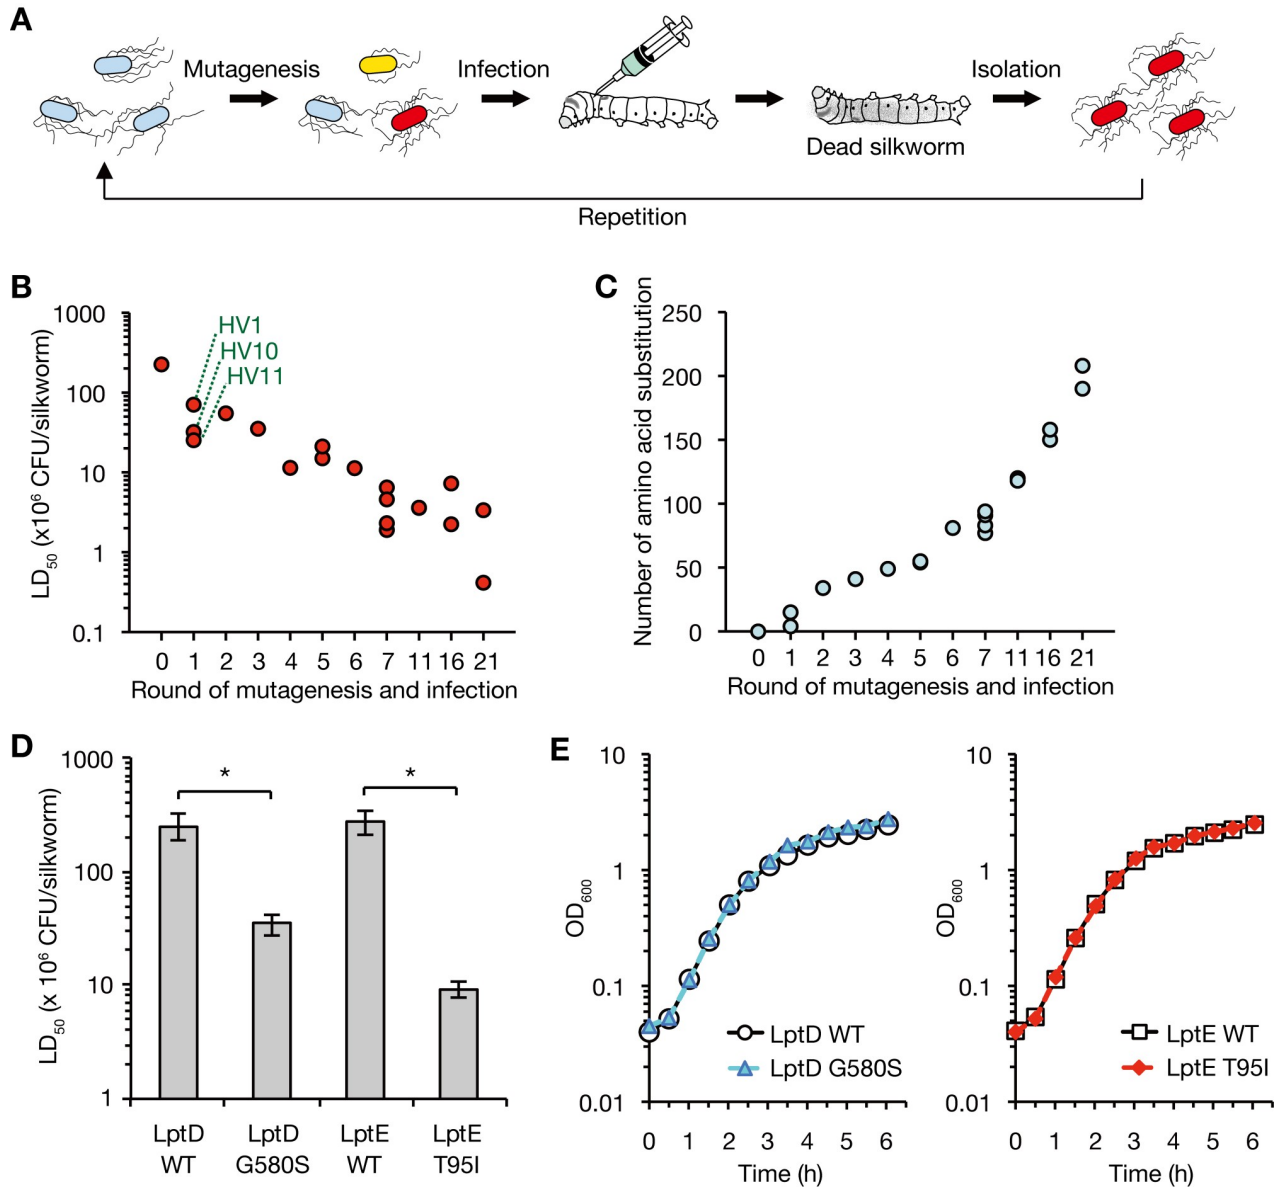 A
Mutagenesis
Infection
Isolation
Dead silkworm
Repetition
B
LD50 (x10⁶ CFU/silkworm)
1000
100
10
1
0.1
HV1
HV10
HV11
0 1 2 3 4 5 6 7 11 16 21
Round of mutagenesis and infection
C
Number of amino acid substitution
250
200
150
100
50
0
0 1 2 3 4 5 6 7 11 16 21
Round of mutagenesis and infection
D
LD50 (x 10⁶ CFU/silkworm)
1000
100
10
1
*
*
LptD
WT
LptD
G580S
LptE
WT
LptE
T95I
E
OD600
10
1
0.1
0.01
LptD WT
LptD G580S
0 1 2 3 4 5 6
Time (h)
OD600
10
1
0.1
0.01
LptE WT
LptE T95I
0 1 2 3 4 5 6
Time (h)